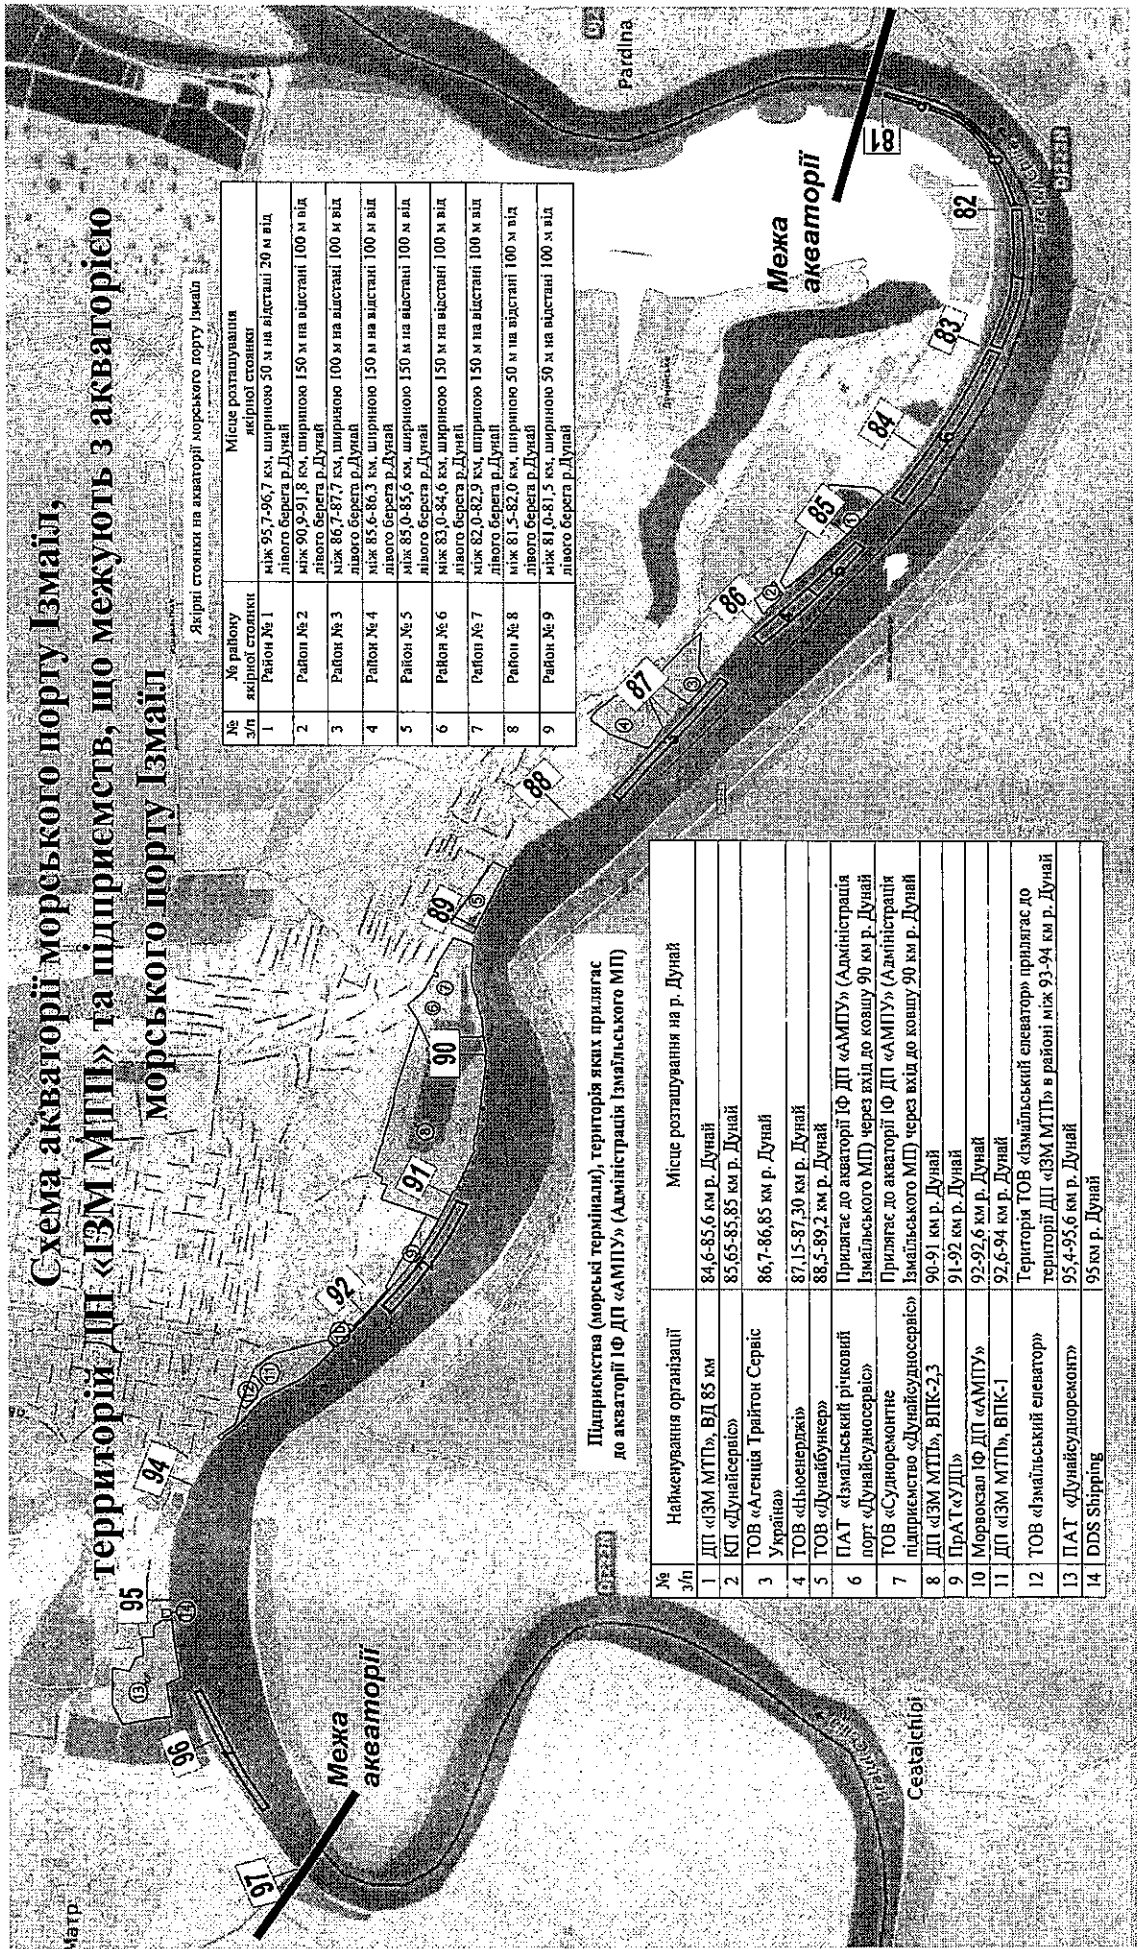 Схема акваторії морського порту Ізмаїл,
територій ДП «ІЗМ МТП» та підприємств, що межують з акваторією
морського порту Ізмаїл
Якірні стоянки на акваторії морського порту Ізмаїл
№ з/п | № району якірної стоянки | Місце розташування якірної стоянки
1 | Район № 1 | між 95,7-96,7 км, шириною 50 м на відстані 20 м від лівого берега р.Дунай
2 | Район № 2 | між 90,9-91,8 км, шириною 150 м на відстані 100 м від лівого берега р.Дунай
3 | Район № 3 | між 86,7-87,7 км, шириною 100 м на відстані 100 м від лівого берега р.Дунай
4 | Район № 4 | між 85,6-86,3 км, шириною 150 м на відстані 100 м від лівого берега р.Дунай
5 | Район № 5 | між 85,0-85,6 км, шириною 150 м на відстані 100 м від лівого берега р.Дунай
6 | Район № 6 | між 83,0-84,6 км, шириною 150 м на відстані 100 м від лівого берега р.Дунай
7 | Район № 7 | між 82,0-82,9 км, шириною 150 м на відстані 100 м від лівого берега р.Дунай
8 | Район № 8 | між 81,5-82,0 км, шириною 50 м на відстані 100 м від лівого берега р.Дунай
9 | Район № 9 | між 81,0-81,5 км, шириною 50 м на відстані 100 м від лівого берега р.Дунай
97
96
95
94
92
91
90
89
88
87
86
85
84
83
82
81
Межа
акваторії
Межа
акваторії
Pardina
Ceatalchioi
Підприємства (морські термінали), територія яких прилягає
до акваторії ІФ ДП «АМПУ» (Адміністрація Ізмаїльського МП)
№ з/п | Найменування організації | Місце розташування на р. Дунай
1 | ДП «ІЗМ МТП», ВД 85 км | 84,6-85,6 км р. Дунай
2 | КП «Дунайсервіс» | 85,65-85,85 км р. Дунай
3 | ТОВ «Агенція Трайтон Сервіс Україна» | 86,7-86,85 км р. Дунай
4 | ТОВ «Ньюенерджі» | 87,15-87,30 км р. Дунай
5 | ТОВ «Дунайбункер» | 88,5-89,2 км р. Дунай
6 | ПАТ «Ізмаїльський річковий порт «Дунайсудносервіс» | Прилягає до акваторії ІФ ДП «АМПУ» (Адміністрація Ізмаїльського МП) через вхід до ковшу 90 км р. Дунай
7 | ТОВ «Судноремонтне підприємство «Дунайсудносервіс» | Прилягає до акваторії ІФ ДП «АМПУ» (Адміністрація Ізмаїльського МП) через вхід до ковшу 90 км р. Дунай
8 | ДП «ІЗМ МТП», ВПК-2,3 | 90-91 км р. Дунай
9 | ПрАТ«УДП» | 91-92 км р. Дунай
10 | Морвокзал ІФ ДП «АМПУ» | 92-92,6 км р. Дунай
11 | ДП «ІЗМ МТП», ВПК-1 | 92,6-94 км р. Дунай
12 | ТОВ «Ізмаїльський елеватор» | Територія ТОВ «Ізмаїльський елеватор» прилягає до території ДП «ІЗМ МТП» в районі між 93-94 км р. Дунай
13 | ПАТ «Дунайсудноремонт» | 95,4-95,6 км р. Дунай
14 | DDS Shipping | 95 км р. Дунай